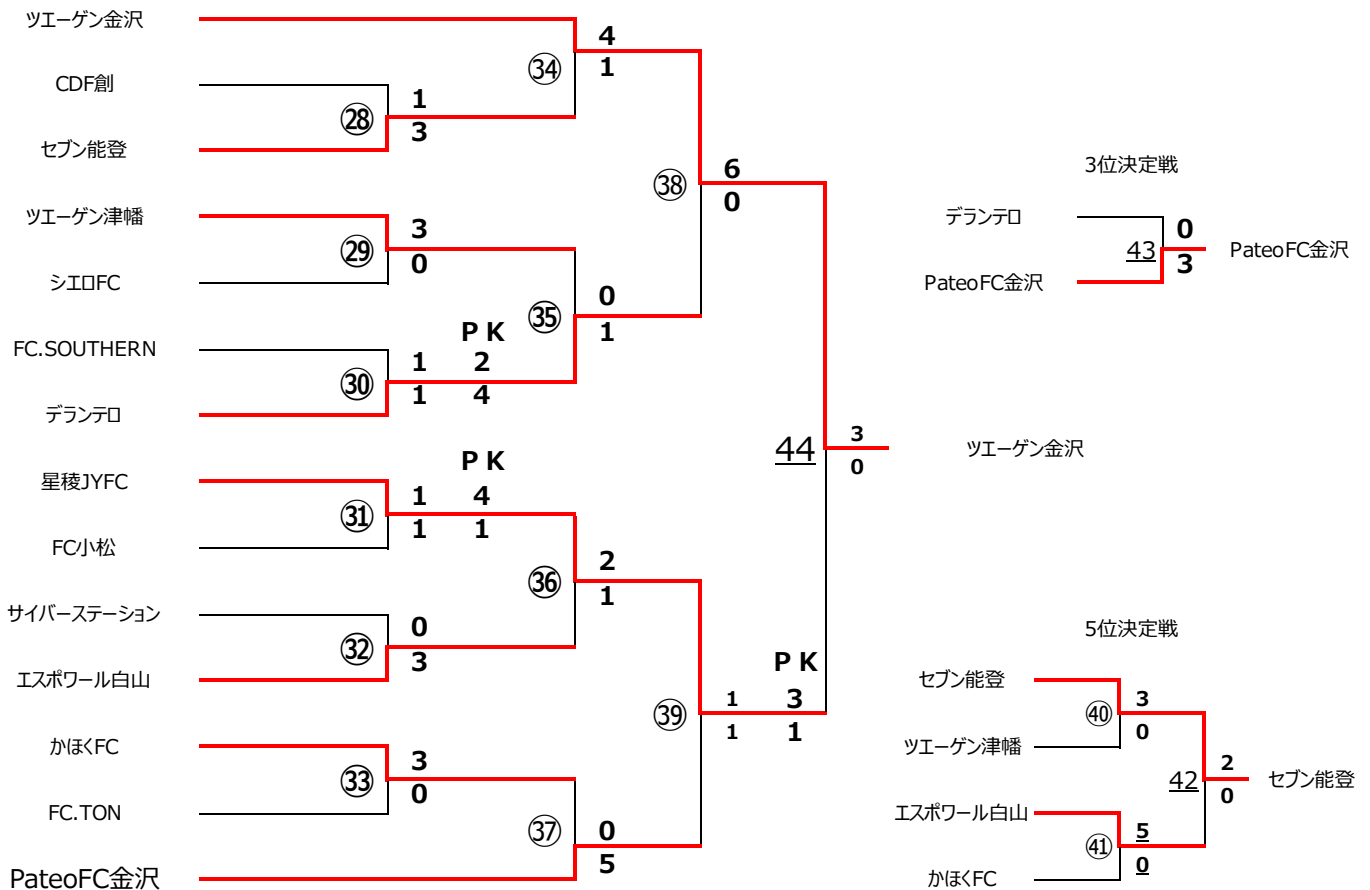 ツエーゲン金沢
4
㉞
1
CDF創
1
㉘
3
セブン能登
6
㊳
0
3位決定戦
ツエーゲン津幡
3
㉙
0
シエロFC
デランテロ
0
43
3
PateoFC金沢
PateoFC金沢
0
㉟
1
FC.SOUTHERN
PK
1 2
㉚
1 4
デランテロ
3
44
0
ツエーゲン金沢
星稜JYFC
PK
1 4
㉛
1 1
FC小松
2
㊱
1
サイバーステーション
0
㉜
3
エスポワール白山
PK
1 3
㊴
1 1
5位決定戦
セブン能登
3
㊵
0
ツエーゲン津幡
2
42
0
セブン能登
かほくFC
3
㉝
0
FC.TON
0
㊲
5
PateoFC金沢
エスポワール白山
5
㊶
0
かほくFC